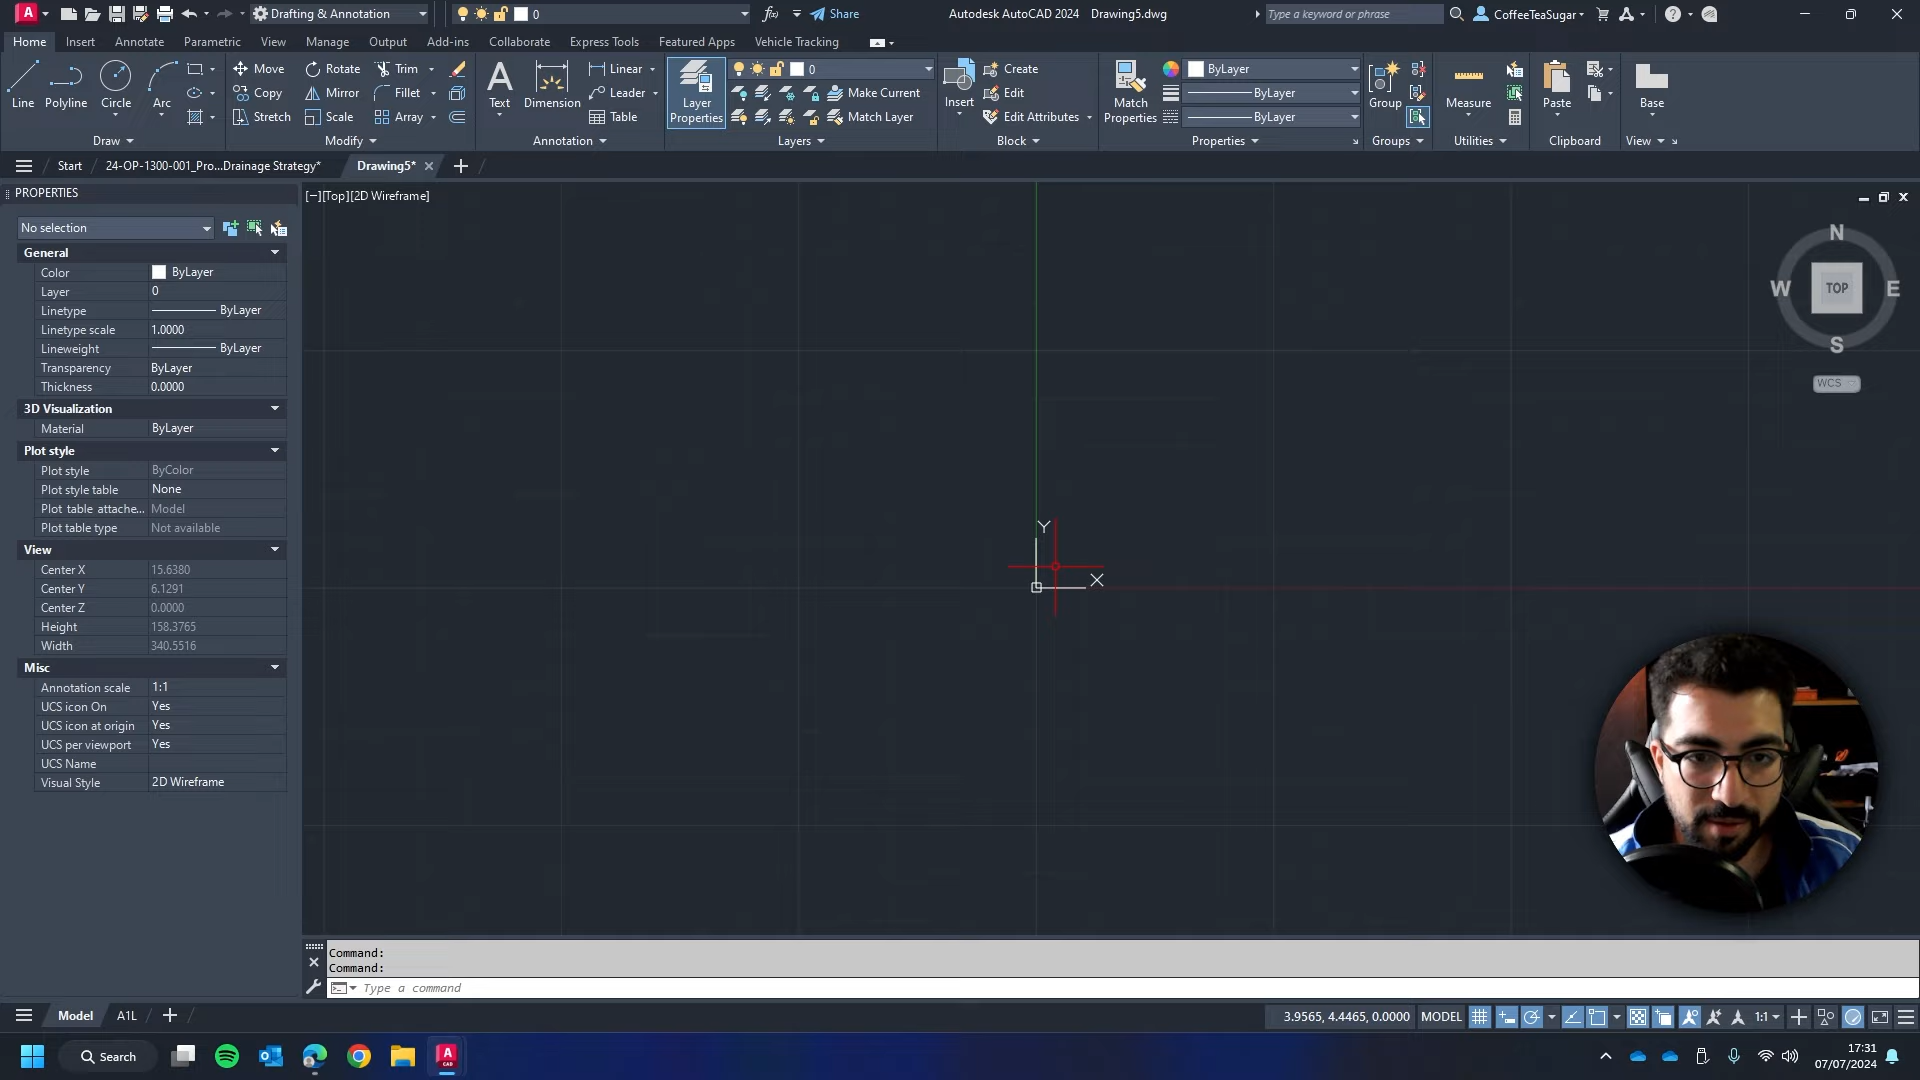 Drafting & Annotation
0
Share
Autodesk AutoCAD 2024 Drawing5.dwg
Type a keyword or phrase
CoffeeTeaSugar
Home Insert Annotate Parametric View Manage Output Add-ins Collaborate Express Tools Featured Apps Vehicle Tracking
Line Polyline Circle Arc
Move Rotate Trim
Copy Mirror Fillet
Stretch Scale Array
Text Dimension
Linear
Leader
Table
Layer Properties
0
Make Current
Match Layer
Insert
Create
Edit
Edit Attributes
Match Properties
ByLayer
ByLayer
ByLayer
Group
Measure
Paste
Base
Draw Modify Annotation Layers Block Properties Groups Utilities Clipboard View
Start 24-OP-1300-001_Pro...Drainage Strategy* Drawing5*
PROPERTIES
No selection
General
Color ByLayer
Layer 0
Linetype ByLayer
Linetype scale 1.0000
Lineweight ByLayer
Transparency ByLayer
Thickness 0.0000
3D Visualization
Material ByLayer
Plot style
Plot style ByColor
Plot style table None
Plot table attache... Model
Plot table type Not available
View
Center X 15.6380
Center Y 6.1291
Center Z 0.0000
Height 158.3765
Width 340.5516
Misc
Annotation scale 1:1
UCS icon On Yes
UCS icon at origin Yes
UCS per viewport Yes
UCS Name
Visual Style 2D Wireframe
[−][Top][2D Wireframe]
N
W TOP E
S
WCS
Y
X
Command:
Command:
Type a command
Model A1L
3.9565, 4.4465, 0.0000 MODEL 1:1
Search
17:31
07/07/2024